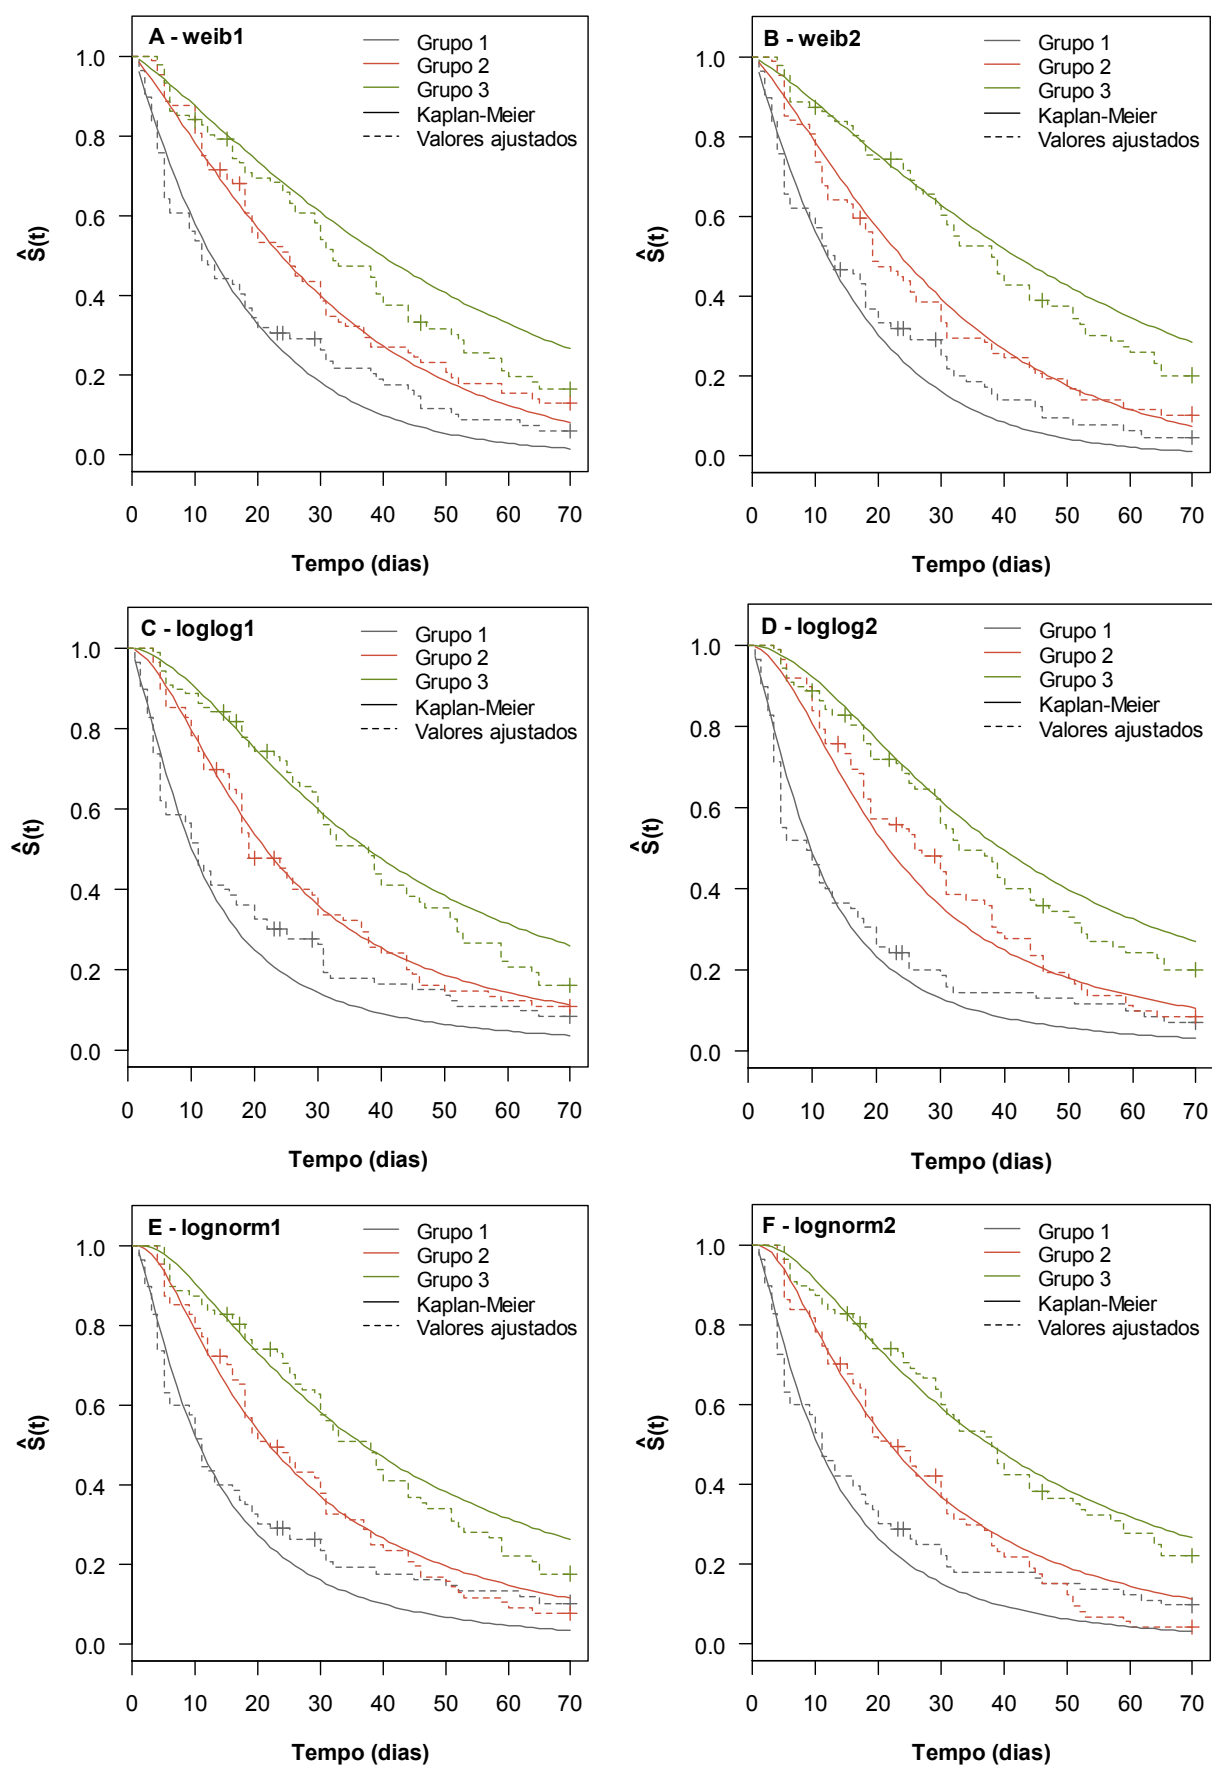 A - weib1
Grupo 1
Grupo 2
Grupo 3
Kaplan-Meier
Valores ajustados
1.0
0.8
0.6
0.4
0.2
0.0
Ŝ(t)
0 10 20 30 40 50 60 70
Tempo (dias)
B - weib2
Grupo 1
Grupo 2
Grupo 3
Kaplan-Meier
Valores ajustados
1.0
0.8
0.6
0.4
0.2
0.0
Ŝ(t)
0 10 20 30 40 50 60 70
Tempo (dias)
C - loglog1
Grupo 1
Grupo 2
Grupo 3
Kaplan-Meier
Valores ajustados
1.0
0.8
0.6
0.4
0.2
0.0
Ŝ(t)
0 10 20 30 40 50 60 70
Tempo (dias)
D - loglog2
Grupo 1
Grupo 2
Grupo 3
Kaplan-Meier
Valores ajustados
1.0
0.8
0.6
0.4
0.2
0.0
Ŝ(t)
0 10 20 30 40 50 60 70
Tempo (dias)
E - lognorm1
Grupo 1
Grupo 2
Grupo 3
Kaplan-Meier
Valores ajustados
1.0
0.8
0.6
0.4
0.2
0.0
Ŝ(t)
0 10 20 30 40 50 60 70
Tempo (dias)
F - lognorm2
Grupo 1
Grupo 2
Grupo 3
Kaplan-Meier
Valores ajustados
1.0
0.8
0.6
0.4
0.2
0.0
Ŝ(t)
0 10 20 30 40 50 60 70
Tempo (dias)